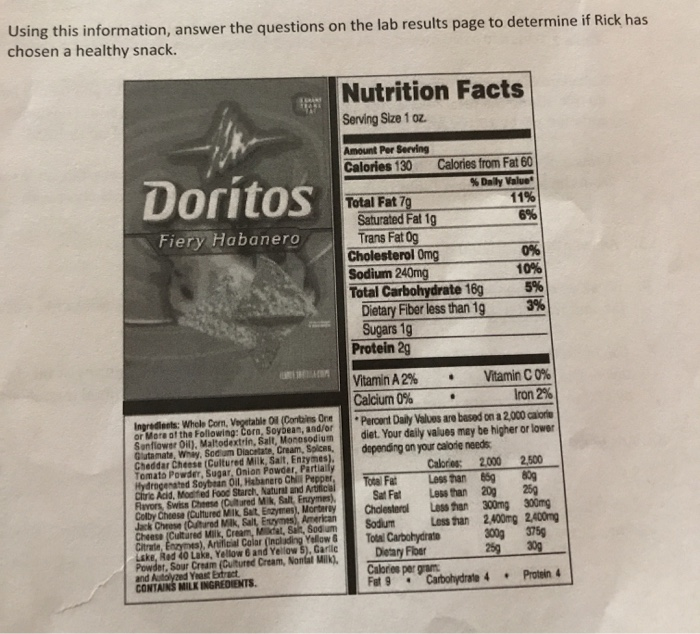 Using this information, answer the questions on the lab results page to determine if Rick has
chosen a healthy snack.
Doritos
Fiery Habanero
Ingredients: Whole Corn, Vegetable Oil (Contains One
or More of the Following: Corn, Soybean, and/or
Sunflower Oil), Maltodextrin, Salt, Monosodium
Glutamate, Whey, Sodium Diacetate, Cream, Spices,
Cheddar Cheese (Cultured Milk, Salt, Enzymes),
Tomato Powder, Sugar, Onion Powder, Partially
Hydrogenated Soybean Oil, Habanero Chili Pepper,
Citric Acid, Modified Food Starch, Natural and Artificial
Flavors, Swiss Cheese (Cultured Milk, Salt, Enzymes),
Colby Cheese (Cultured Milk, Salt, Enzymes), Monterey
Jack Cheese (Cultured Milk, Salt, Enzymes), American
Cheese (Cultured Milk, Cream, Milkfat, Salt, Sodium
Citrate, Enzymes), Artificial Color (Including Yellow 6
Lake, Red 40 Lake, Yellow 6 and Yellow 5), Garlic
Powder, Sour Cream (Cultured Cream, Nonfat Milk),
and Autolyzed Yeast Extract.
CONTAINS MILK INGREDIENTS.
Nutrition Facts
Serving Size 1 oz.
Amount Per Serving
Calories 130 Calories from Fat 60
% Daily Value*
Total Fat 7g 11%
Saturated Fat 1g 6%
Trans Fat 0g
Cholesterol 0mg 0%
Sodium 240mg 10%
Total Carbohydrate 16g 5%
Dietary Fiber less than 1g 3%
Sugars 1g
Protein 2g
Vitamin A 2% • Vitamin C 0%
Calcium 0% • Iron 2%
* Percent Daily Values are based on a 2,000 calorie
diet. Your daily values may be higher or lower
depending on your calorie needs:
Calories: 2,000 2,500
Total Fat Less than 65g 80g
Sat Fat Less than 20g 25g
Cholesterol Less than 300mg 300mg
Sodium Less than 2,400mg 2,400mg
Total Carbohydrate 300g 375g
Dietary Fiber 25g 30g
Calories per gram:
Fat 9 • Carbohydrate 4 • Protein 4